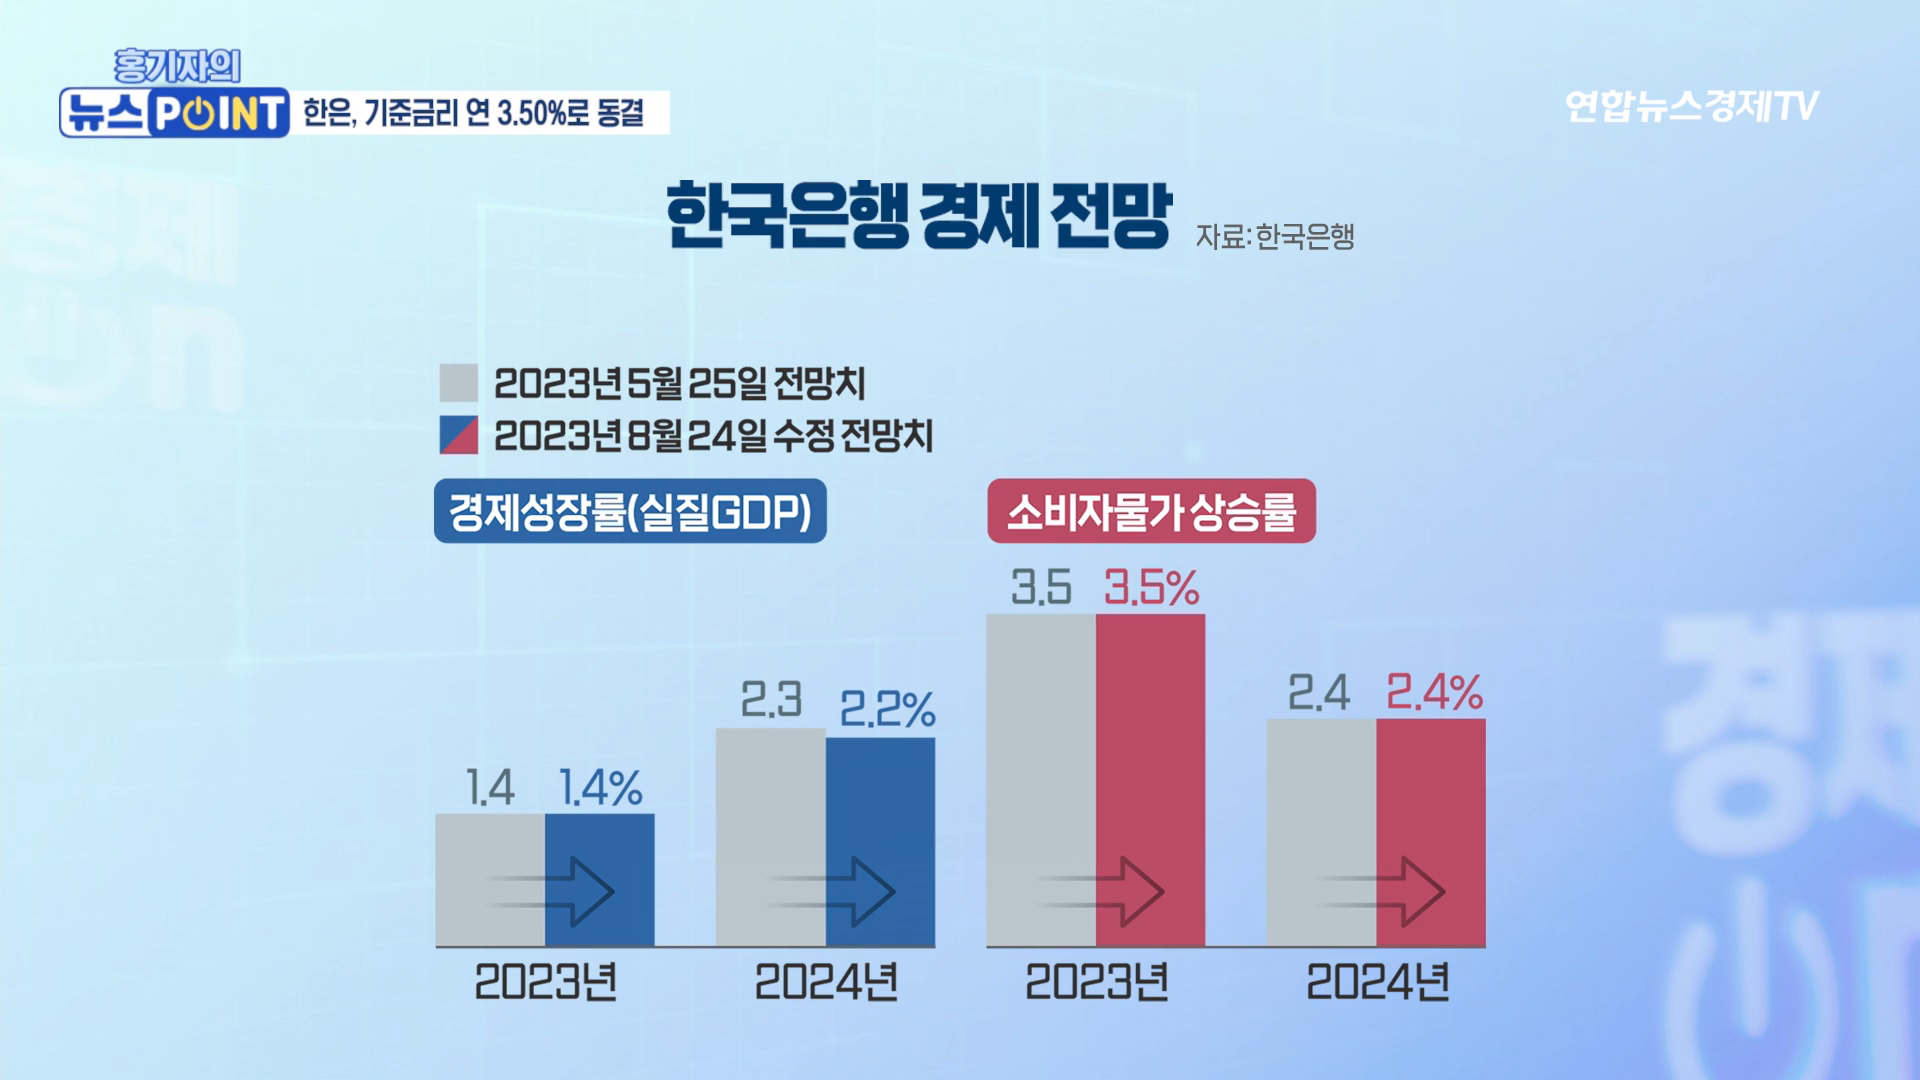 홍기자의
뉴스 POINT 한은, 기준금리 연 3.50%로 동결
연합뉴스경제TV
한국은행 경제 전망 자료:한국은행
2023년 5월 25일 전망치
2023년 8월 24일 수정 전망치
경제성장률(실질GDP)
소비자물가 상승률
1.4 1.4%
2.3 2.2%
3.5 3.5%
2.4 2.4%
2023년
2024년
2023년
2024년
경제
On
경제